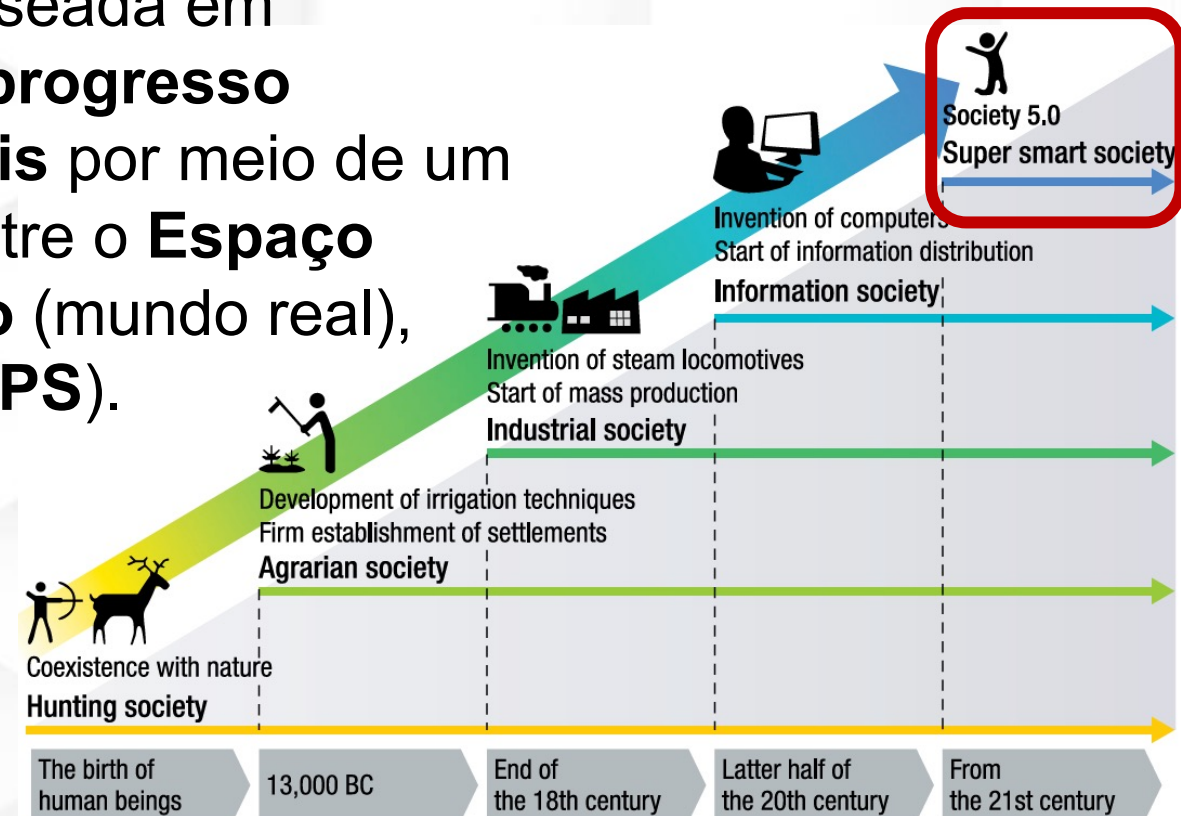 seada em
progresso
is por meio de um
tre o Espaço
o (mundo real),
PS).
Society 5.0
Super smart society
Invention of computers
Start of information distribution
Information society
Invention of steam locomotives
Start of mass production
Industrial society
Development of irrigation techniques
Firm establishment of settlements
Agrarian society
Coexistence with nature
Hunting society
The birth of
human beings
13,000 BC
End of
the 18th century
Latter half of
the 20th century
From
the 21st century